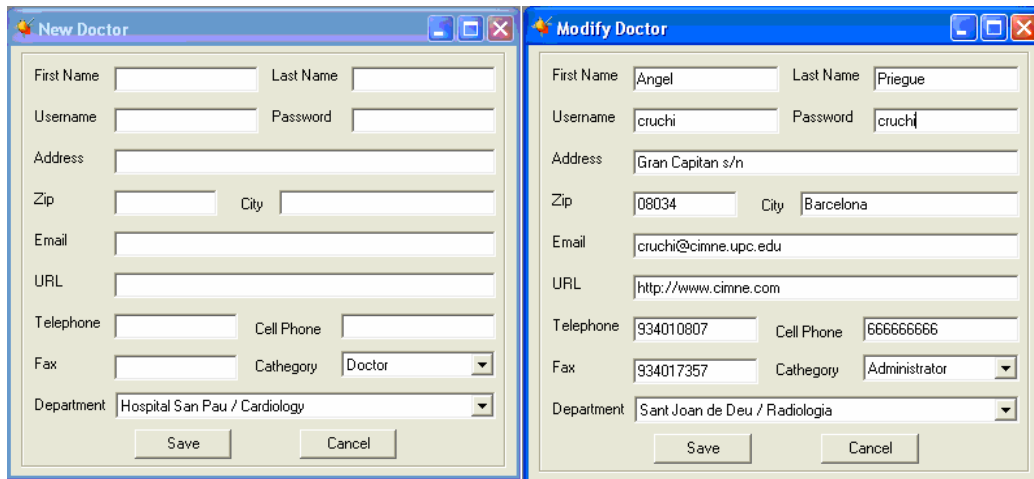 New Doctor
First Name Last Name
Username Password
Address
Zip City
Email
URL
Telephone Cell Phone
Fax Cathegory Doctor
Department Hospital San Pau / Cardiology
Save Cancel
Modify Doctor
First Name Angel Last Name Priegue
Username cruchi Password cruchi
Address Gran Capitan s/n
Zip 08034 City Barcelona
Email cruchi@cimne.upc.edu
URL http://www.cimne.com
Telephone 934010807 Cell Phone 666666666
Fax 934017357 Cathegory Administrator
Department Sant Joan de Deu / Radiologia
Save Cancel